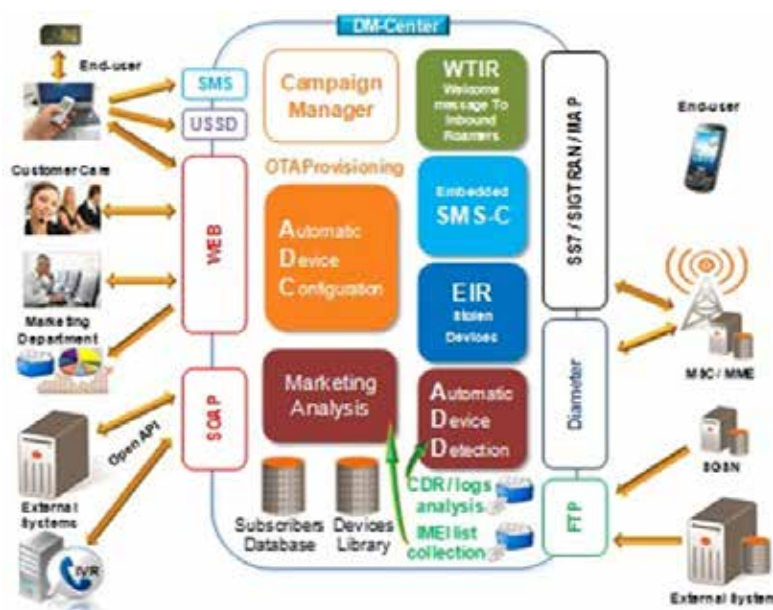 DM-Center
End-user
SMS
USSD
Customer Care
WEB
Marketing
Department
SOAP
Open API
External
Systems
IVR
Campaign
Manager
OTA Provisioning
Automatic
Device
Configuration
Marketing
Analysis
Subscribers
Database
Devices
Library
WTIR
Welcome
message To
Inbound
Roamers
Embedded
SMS-C
EIR
Stolen
Devices
Automatic
Device
Detection
CDR / logs
analysis
IMEI list
collection
SS7 / SIGTRAN / MAP
Diameter
FTP
End-user
MSC / MME
SGSN
External System